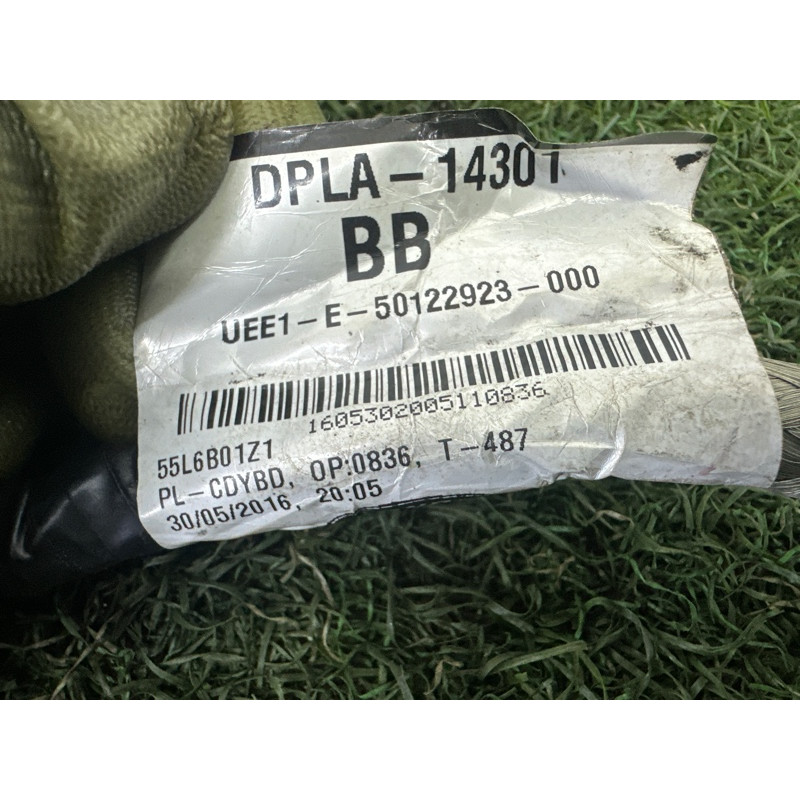 DPLA-14301
BB
UEE1-E-50122923-000
1605302005110836
55L6B01Z1
PL-CDYBD, OP:0836, T-487
30/05/2016, 20:05